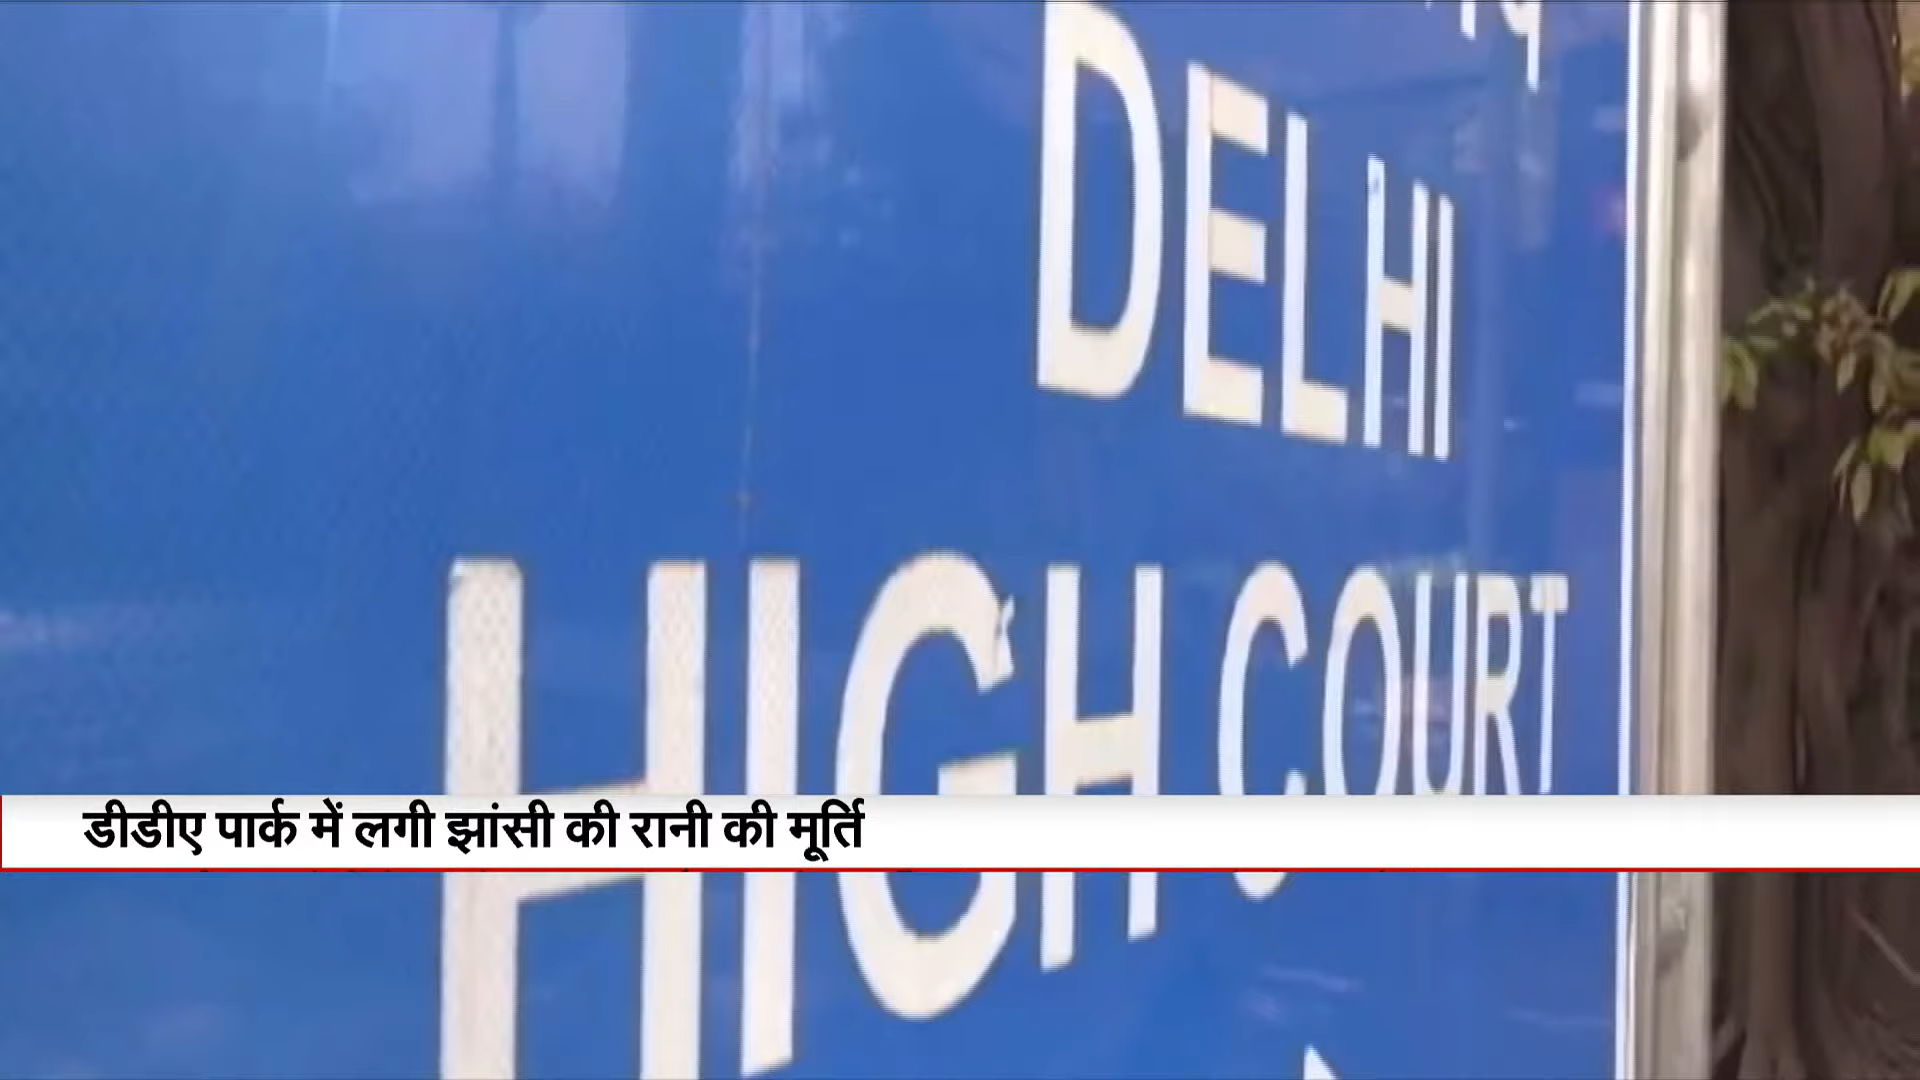 DELHI
HIGH COURT
डीडीए पार्क में लगी झांसी की रानी की मूर्ति